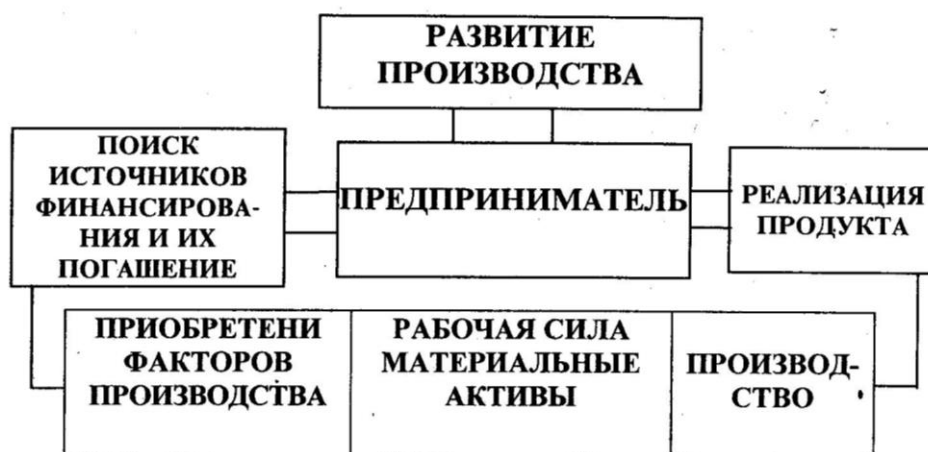 РАЗВИТИЕ
ПРОИЗВОДСТВА
ПОИСК
ИСТОЧНИКОВ
ФИНАНСИРОВА-
НИЯ И ИХ
ПОГАШЕНИЕ
ПРЕДПРИНИМАТЕЛЬ
РЕАЛИЗАЦИЯ
ПРОДУКТА
ПРИОБРЕТЕНИ
ФАКТОРОВ
ПРОИЗВОДСТВА
РАБОЧАЯ СИЛА
МАТЕРИАЛЬНЫЕ
АКТИВЫ
ПРОИЗВОД-
СТВО